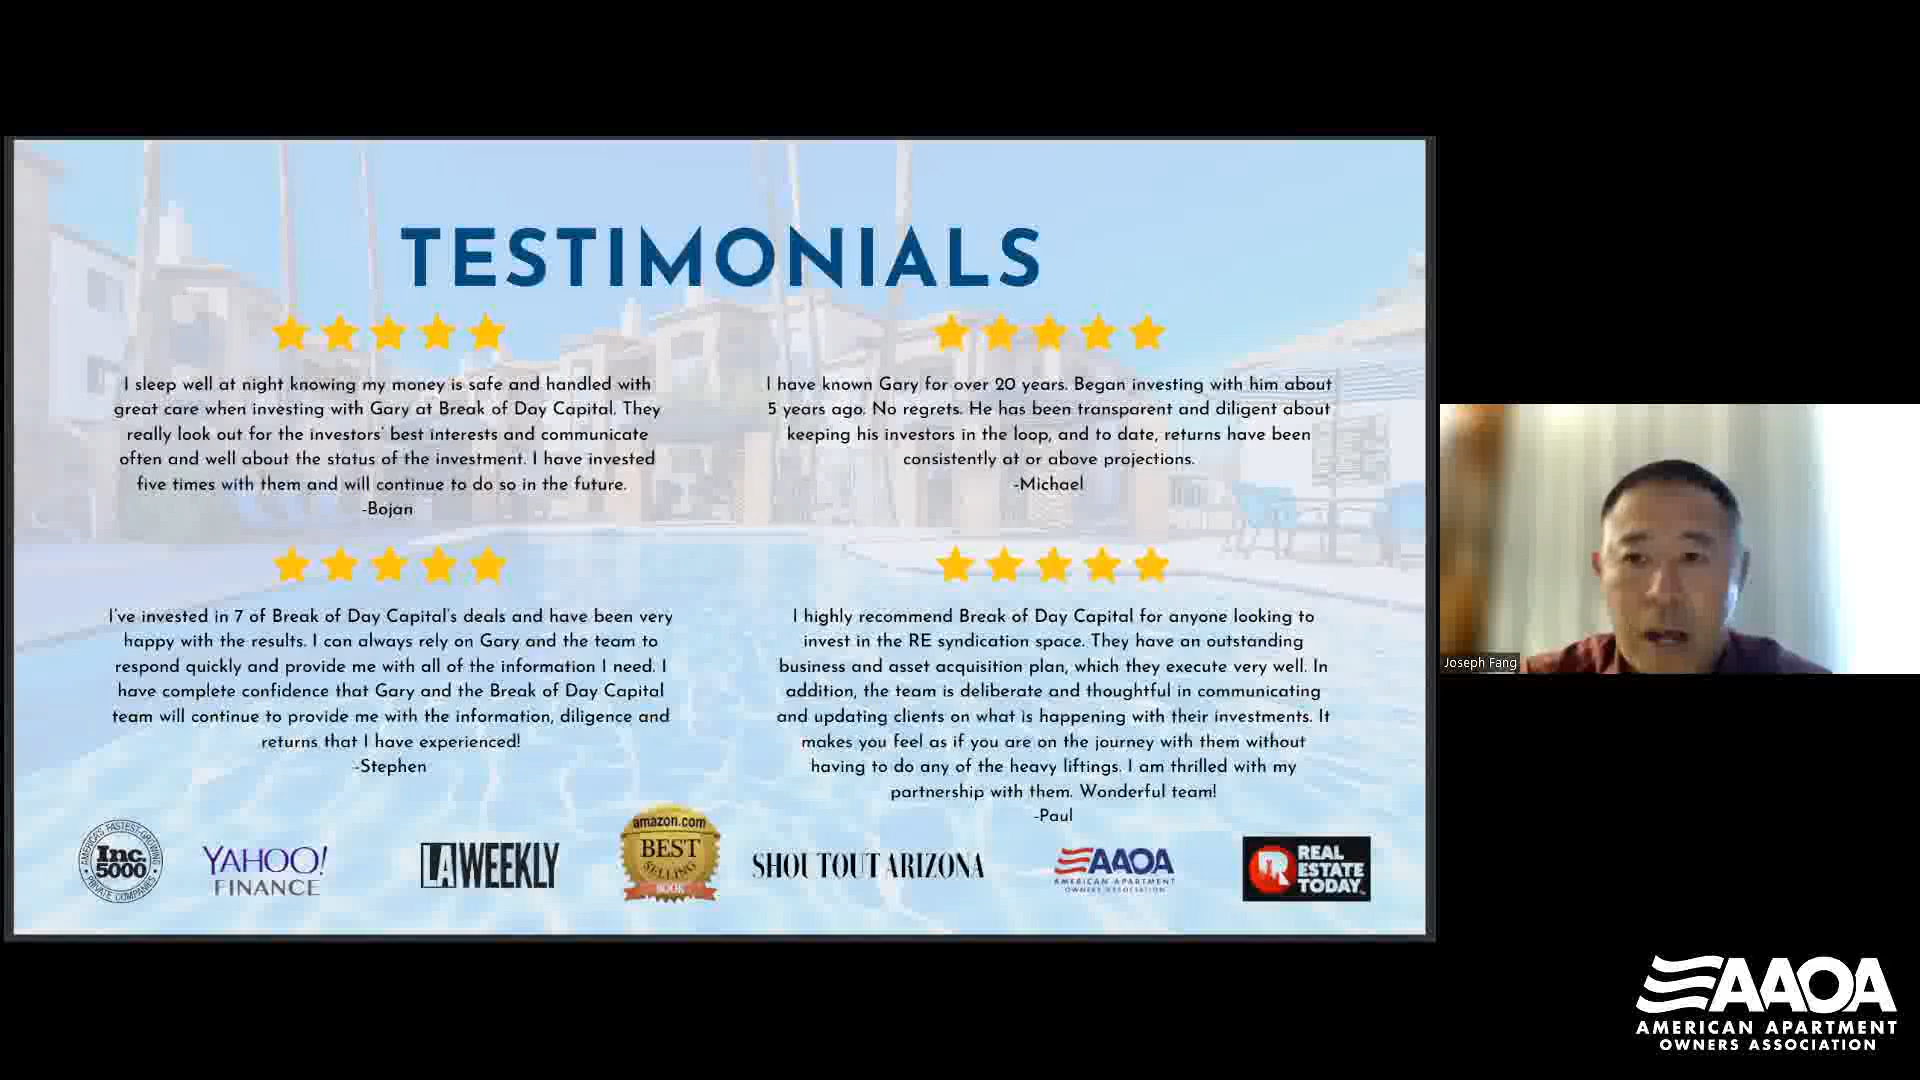 TESTIMONIALS
I sleep well at night knowing my money is safe and handled with
great care when investing with Gary at Break of Day Capital. They
really look out for the investors' best interests and communicate
often and well about the status of the investment. I have invested
five times with them and will continue to do so in the future.
-Bojan
I have known Gary for over 20 years. Began investing with him about
5 years ago. No regrets. He has been transparent and diligent about
keeping his investors in the loop, and to date, returns have been
consistently at or above projections.
-Michael
I've invested in 7 of Break of Day Capital's deals and have been very
happy with the results. I can always rely on Gary and the team to
respond quickly and provide me with all of the information I need. I
have complete confidence that Gary and the Break of Day Capital
team will continue to provide me with the information, diligence and
returns that I have experienced!
-Stephen
I highly recommend Break of Day Capital for anyone looking to
invest in the RE syndication space. They have an outstanding
business and asset acquisition plan, which they execute very well. In
addition, the team is deliberate and thoughtful in communicating
and updating clients on what is happening with their investments. It
makes you feel as if you are on the journey with them without
having to do any of the heavy liftings. I am thrilled with my
partnership with them. Wonderful team!
-Paul
AMERICA'S FASTEST-GROWING
Inc.
5000
PRIVATE COMPANIES
YAHOO!
FINANCE
LA WEEKLY
amazon.com
BEST
SELLING
BOOK
SHOUTOUT ARIZONA
AAOA
AMERICAN APARTMENT
OWNERS ASSOCIATION
R
REAL
ESTATE
TODAY
Joseph Fang
AAOA
AMERICAN APARTMENT
OWNERS ASSOCIATION